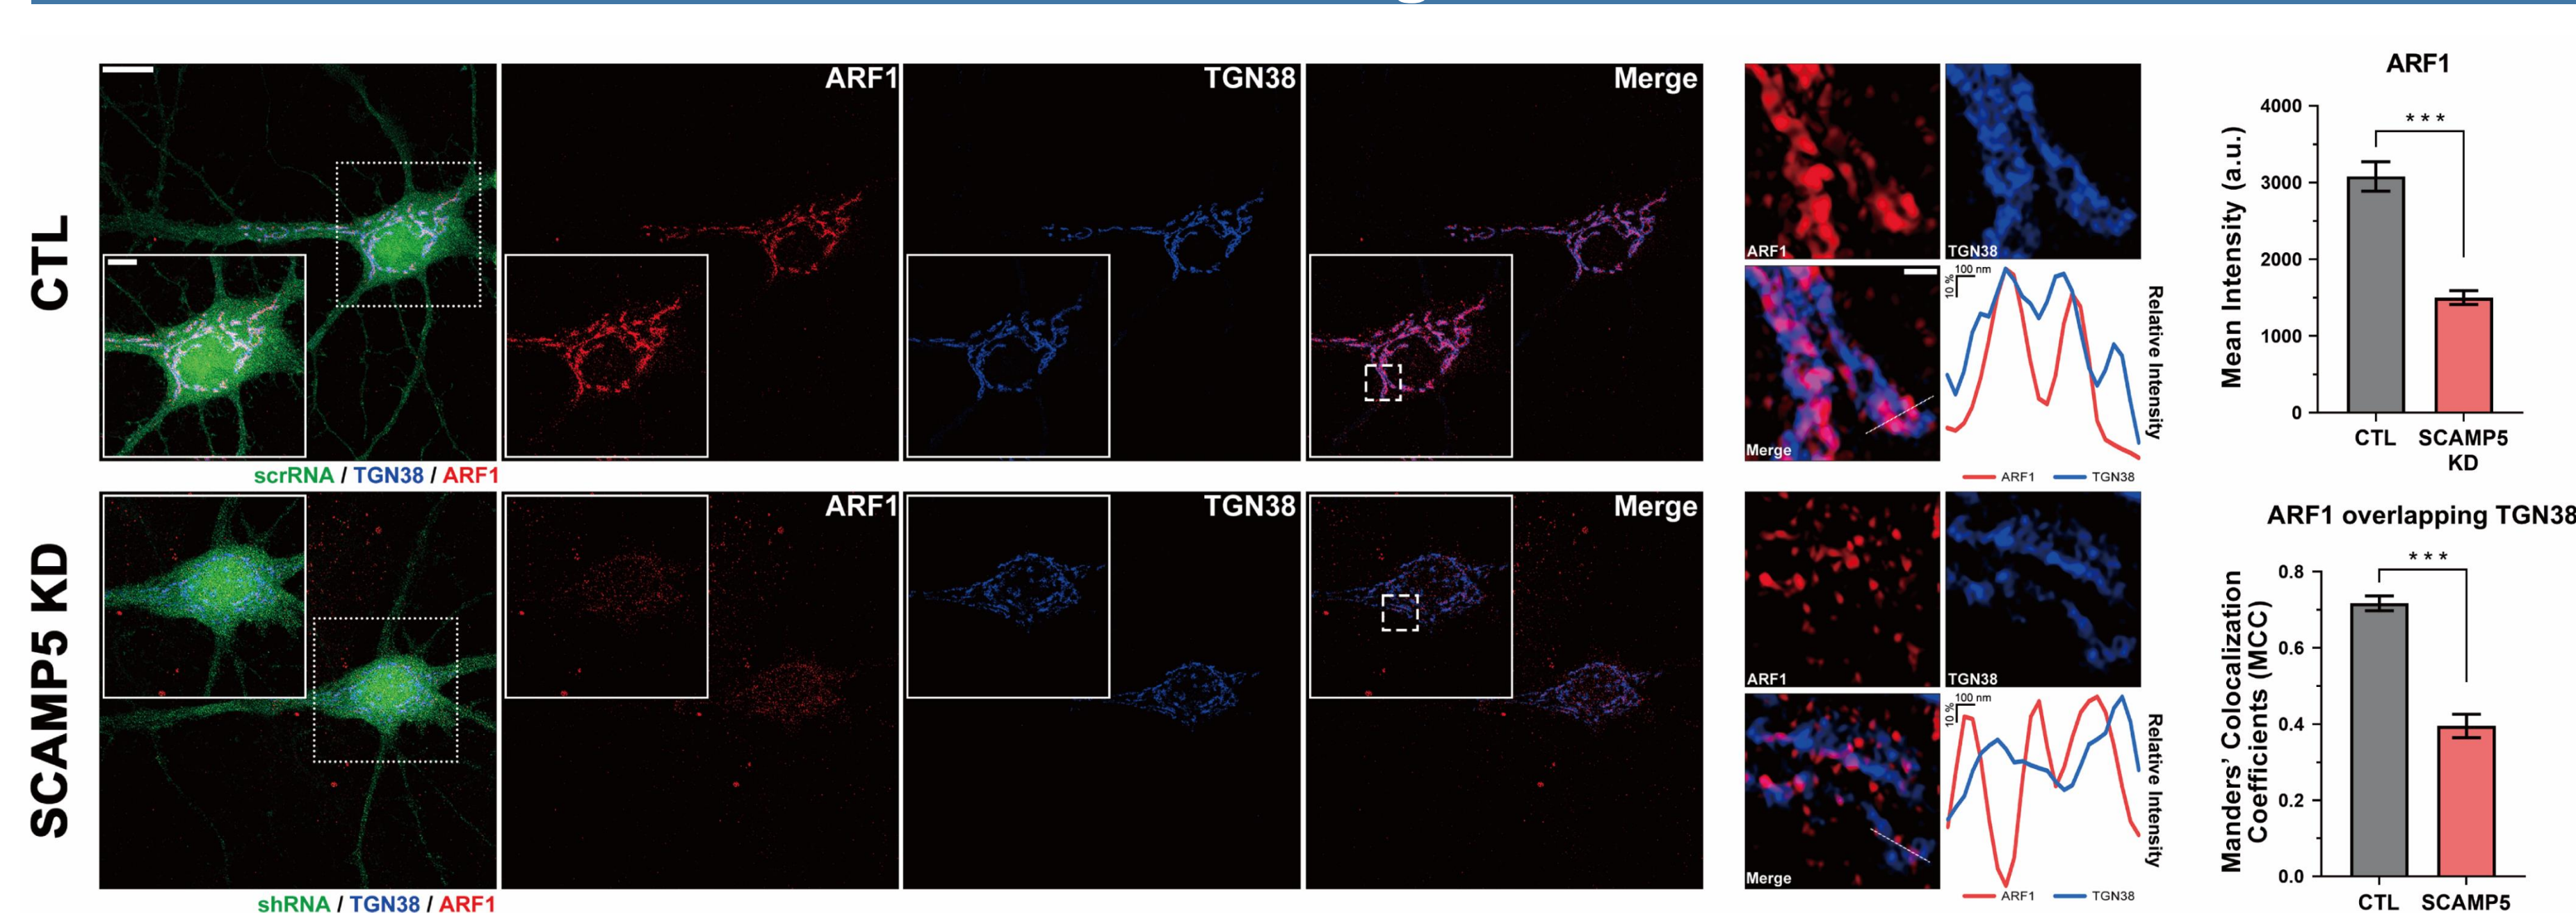 CTL
ARF1
TGN38
Merge
scrRNA / TGN38 / ARF1
ARF1
TGN38
Merge
10 %
100 nm
Relative Intensity
ARF1
TGN38
ARF1
Mean Intensity (a.u.)
4000
3000
2000
1000
0
***
CTL
SCAMP5
KD
SCAMP5 KD
ARF1
TGN38
Merge
shRNA / TGN38 / ARF1
ARF1
TGN38
Merge
10 %
100 nm
Relative Intensity
ARF1
TGN38
ARF1 overlapping TGN38
Manders' Colocalization
Coefficients (MCC)
0.8
0.6
0.4
0.2
0.0
***
CTL
SCAMP5